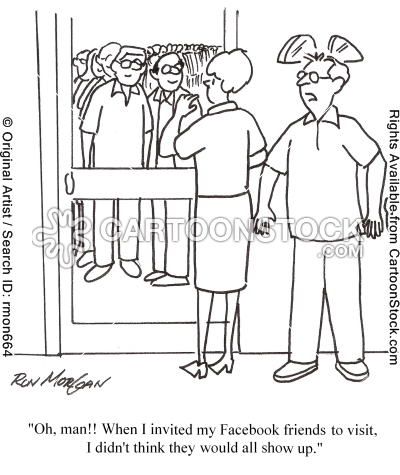 © Original Artist / Search ID: rmon664
Rights Available from CartoonStock.com
CARTOONSTOCK
.com
Ron Morgan
"Oh, man!! When I invited my Facebook friends to visit,
I didn't think they would all show up."